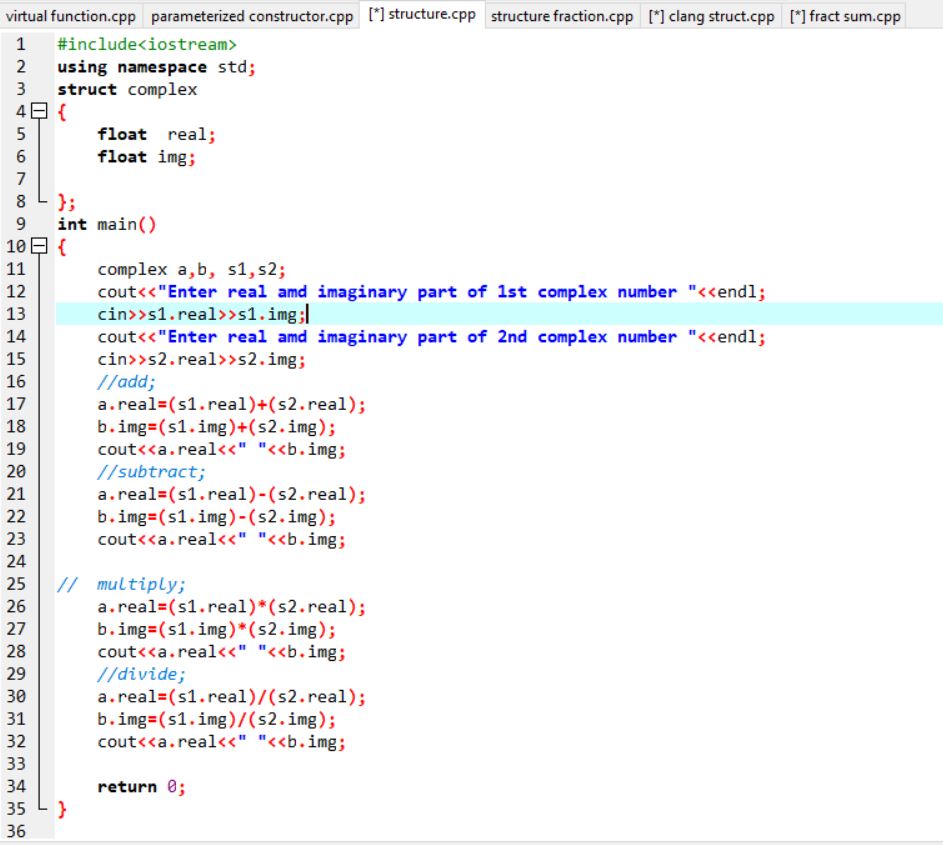 virtual function.cpp parameterized constructor.cpp [*] structure.cpp structure fraction.cpp [*] clang struct.cpp [*] fract sum.cpp
1 #include<iostream>
2 using namespace std;
3 struct complex
4 {
5 float  real;
6 float img;
7
8 };
9 int main()
10 {
11 complex a,b, s1,s2;
12 cout<<"Enter real amd imaginary part of 1st complex number "<<endl;
13 cin>>s1.real>>s1.img;
14 cout<<"Enter real amd imaginary part of 2nd complex number "<<endl;
15 cin>>s2.real>>s2.img;
16 //add;
17 a.real=(s1.real)+(s2.real);
18 b.img=(s1.img)+(s2.img);
19 cout<<a.real<<" "<<b.img;
20 //subtract;
21 a.real=(s1.real)-(s2.real);
22 b.img=(s1.img)-(s2.img);
23 cout<<a.real<<" "<<b.img;
24
25 //  multiply;
26 a.real=(s1.real)*(s2.real);
27 b.img=(s1.img)*(s2.img);
28 cout<<a.real<<" "<<b.img;
29 //divide;
30 a.real=(s1.real)/(s2.real);
31 b.img=(s1.img)/(s2.img);
32 cout<<a.real<<" "<<b.img;
33
34 return 0;
35 }
36